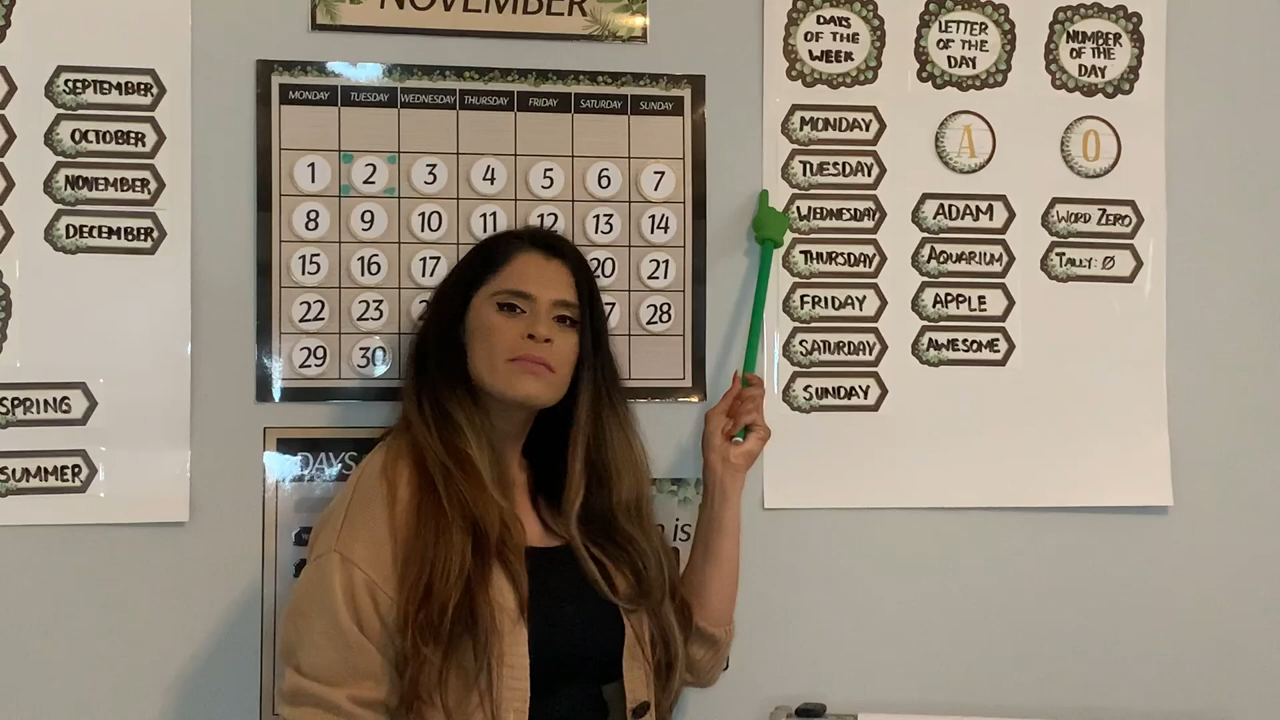 SEPTEMBER
OCTOBER
NOVEMBER
DECEMBER
SPRING
SUMMER
NOVEMBER
MONDAY TUESDAY WEDNESDAY THURSDAY FRIDAY SATURDAY SUNDAY
1 2 3 4 5 6 7
8 9 10 11 12 13 14
15 16 17 20 21
22 23 28
29 30
DAYS
is
DAYS
OF THE
WEEK
MONDAY
TUESDAY
WEDNESDAY
THURSDAY
FRIDAY
SATURDAY
SUNDAY
LETTER
OF THE
DAY
A
ADAM
AQUARIUM
APPLE
AWESOME
NUMBER
OF THE
DAY
0
WORD ZERO
TALLY: Ø